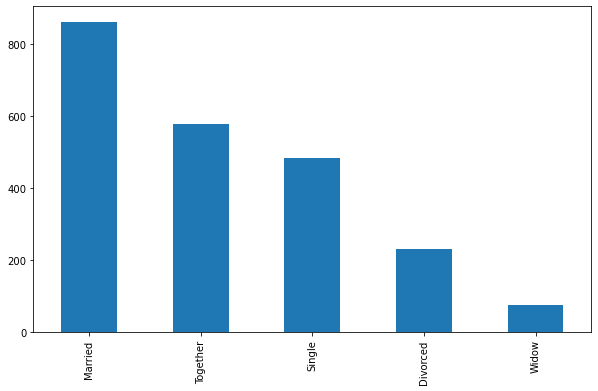 800
600
400
200
0
Married
Together
Single
Divorced
Widow